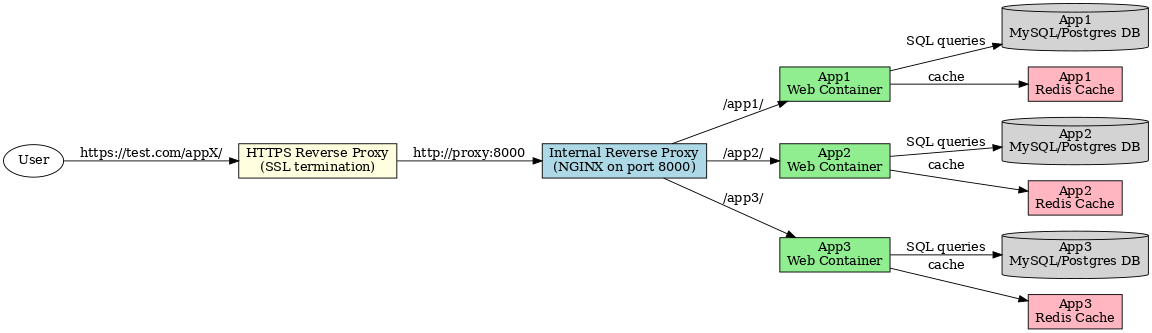 User
https://test.com/appX/
HTTPS Reverse Proxy
(SSL termination)
http://proxy:8000
Internal Reverse Proxy
(NGINX on port 8000)
/app1/
/app2/
/app3/
App1
Web Container
SQL queries
cache
App1
MySQL/Postgres DB
App1
Redis Cache
App2
Web Container
SQL queries
cache
App2
MySQL/Postgres DB
App2
Redis Cache
App3
Web Container
SQL queries
cache
App3
MySQL/Postgres DB
App3
Redis Cache